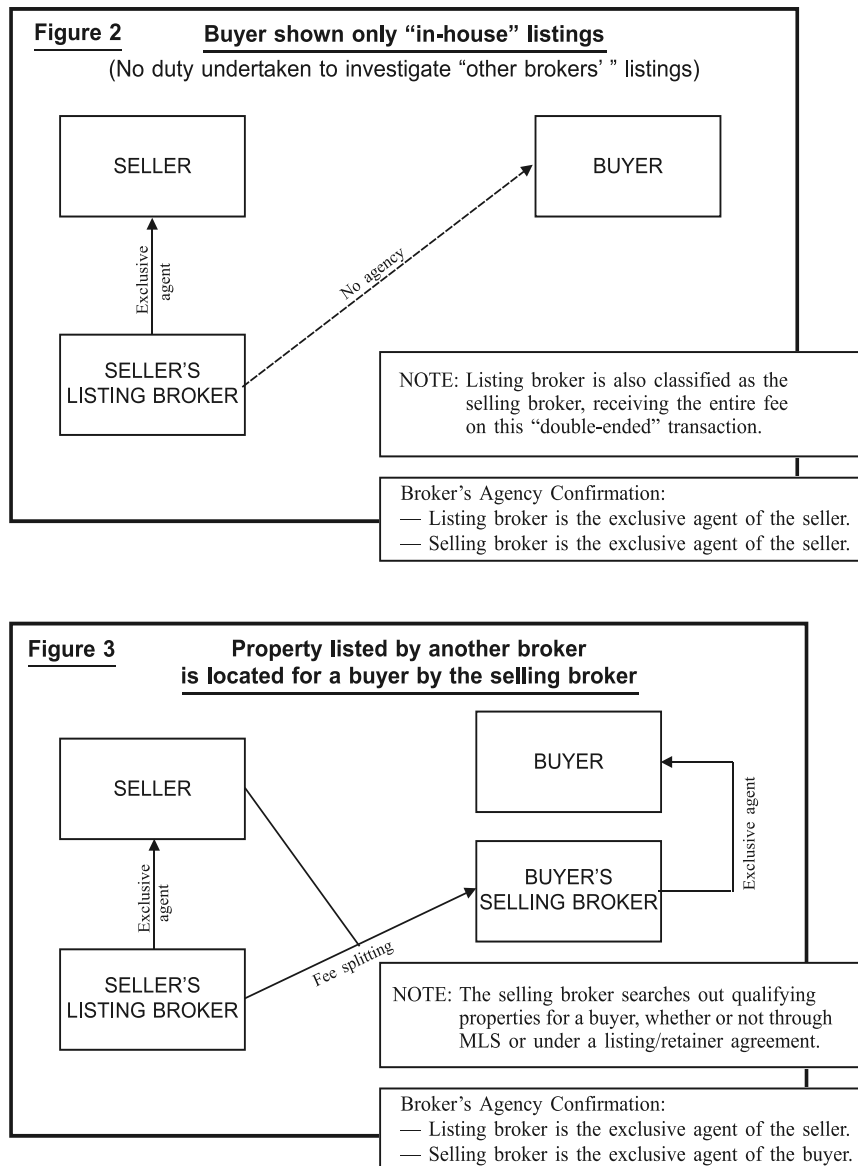 Figure 2
Buyer shown only “in-house” listings
(No duty undertaken to investigate “other brokers’ ” listings)
SELLER
BUYER
Exclusive
agent
No agency
SELLER’S
LISTING BROKER
NOTE: Listing broker is also classified as the
selling broker, receiving the entire fee
on this “double-ended” transaction.
Broker’s Agency Confirmation:
— Listing broker is the exclusive agent of the seller.
— Selling broker is the exclusive agent of the seller.
Figure 3
Property listed by another broker
is located for a buyer by the selling broker
SELLER
BUYER
Exclusive
agent
Exclusive agent
BUYER’S
SELLING BROKER
Fee splitting
SELLER’S
LISTING BROKER
NOTE: The selling broker searches out qualifying
properties for a buyer, whether or not through
MLS or under a listing/retainer agreement.
Broker’s Agency Confirmation:
— Listing broker is the exclusive agent of the seller.
— Selling broker is the exclusive agent of the buyer.